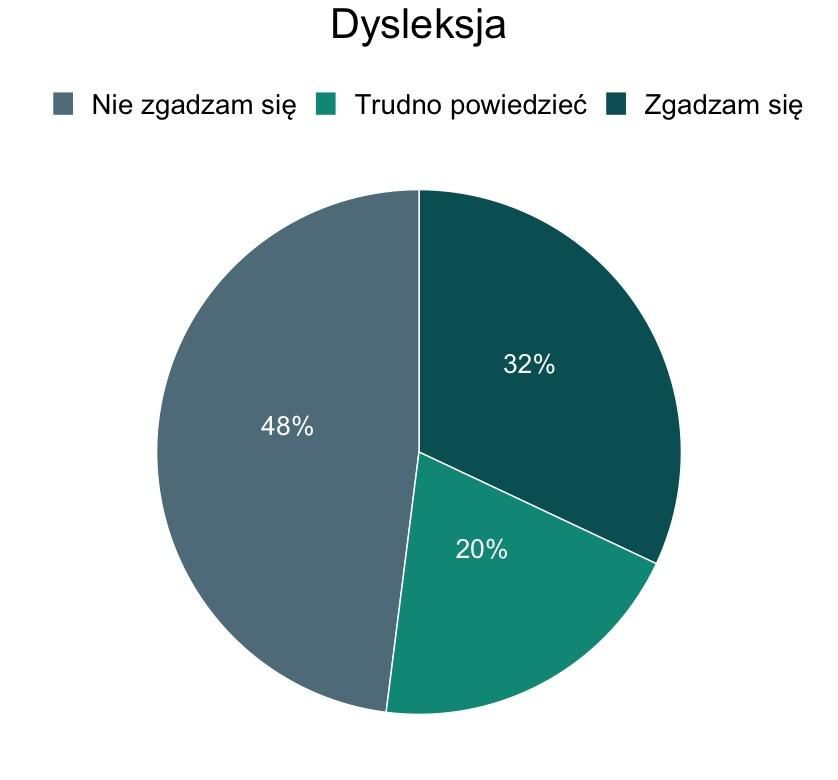 Dysleksja
Nie zgadzam się Trudno powiedzieć Zgadzam się
32%
48%
20%